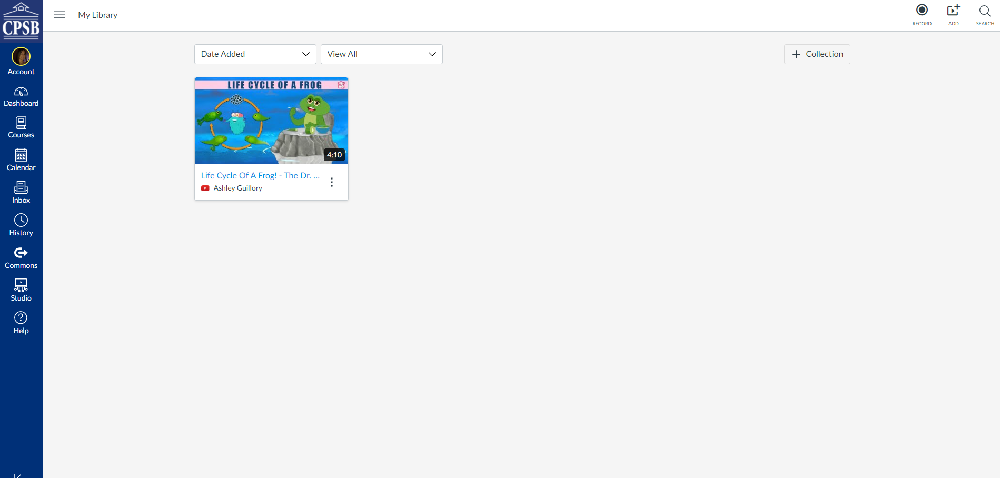 CPSB
My Library
RECORD
ADD
SEARCH
Account
Dashboard
Courses
Calendar
Inbox
History
Commons
Studio
Help
Date Added
View All
Collection
LIFE CYCLE OF A FROG
4:10
Life Cycle Of A Frog! - The Dr. ...
Ashley Guillory